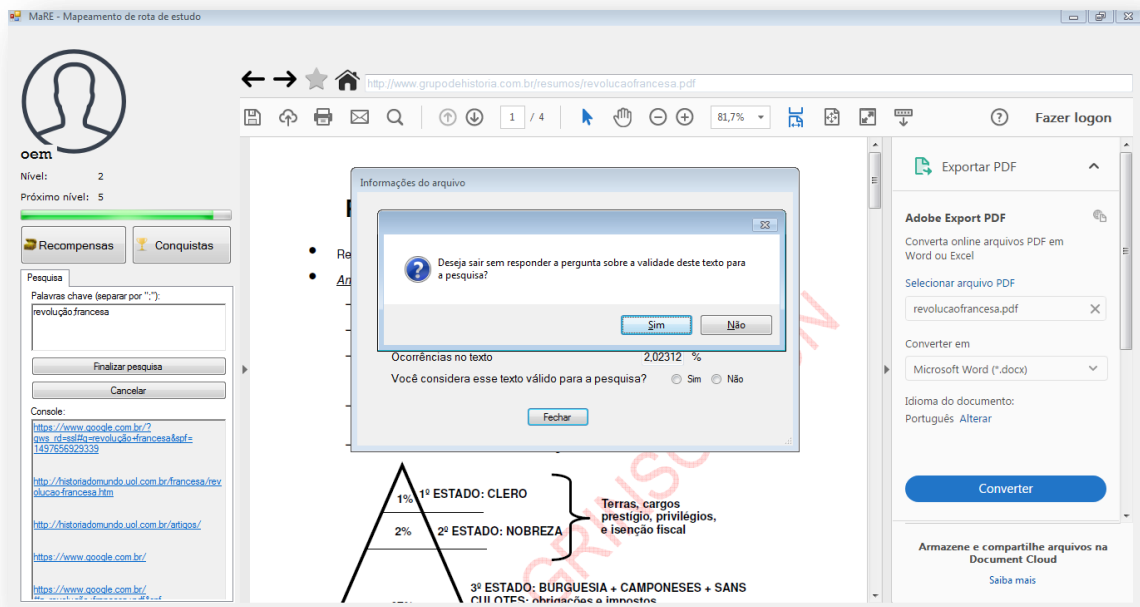 MaRE - Mapeamento de rota de estudo
oem
Nível: 2
Próximo nível: 5
Recompensas
Conquistas
Pesquisa
Palavras chave (separar por ";"):
revolução;francesa
Finalizar pesquisa
Cancelar
Console:
https://www.google.com.br/?
gws_rd=ssl#q=revolução+francesa&spf=
1497656929339
http://historiadomundo.uol.com.br/francesa/rev
olucao-francesa.htm
http://historiadomundo.uol.com.br/artigos/
https://www.google.com.br/
https://www.google.com.br/
http://www.grupodehistoria.com.br/resumos/revolucaofrancesa.pdf
1 / 4
81,7%
Fazer logon
Re
An
Informações do arquivo
Deseja sair sem responder a pergunta sobre a validade deste texto para
a pesquisa?
Sim
Não
Ocorrências no texto 2,02312 %
Você considera esse texto válido para a pesquisa? Sim Não
Fechar
1% 1º ESTADO: CLERO
2% 2º ESTADO: NOBREZA
Terras, cargos
prestígio, privilégios,
e isenção fiscal
3º ESTADO: BURGUESIA + CAMPONESES + SANS
CULOTES: obrigações e impostos
Exportar PDF
Adobe Export PDF
Converta online arquivos PDF em
Word ou Excel
Selecionar arquivo PDF
revolucaofrancesa.pdf
Converter em
Microsoft Word (*.docx)
Idioma do documento:
Português Alterar
Converter
Armazene e compartilhe arquivos na
Document Cloud
Saiba mais